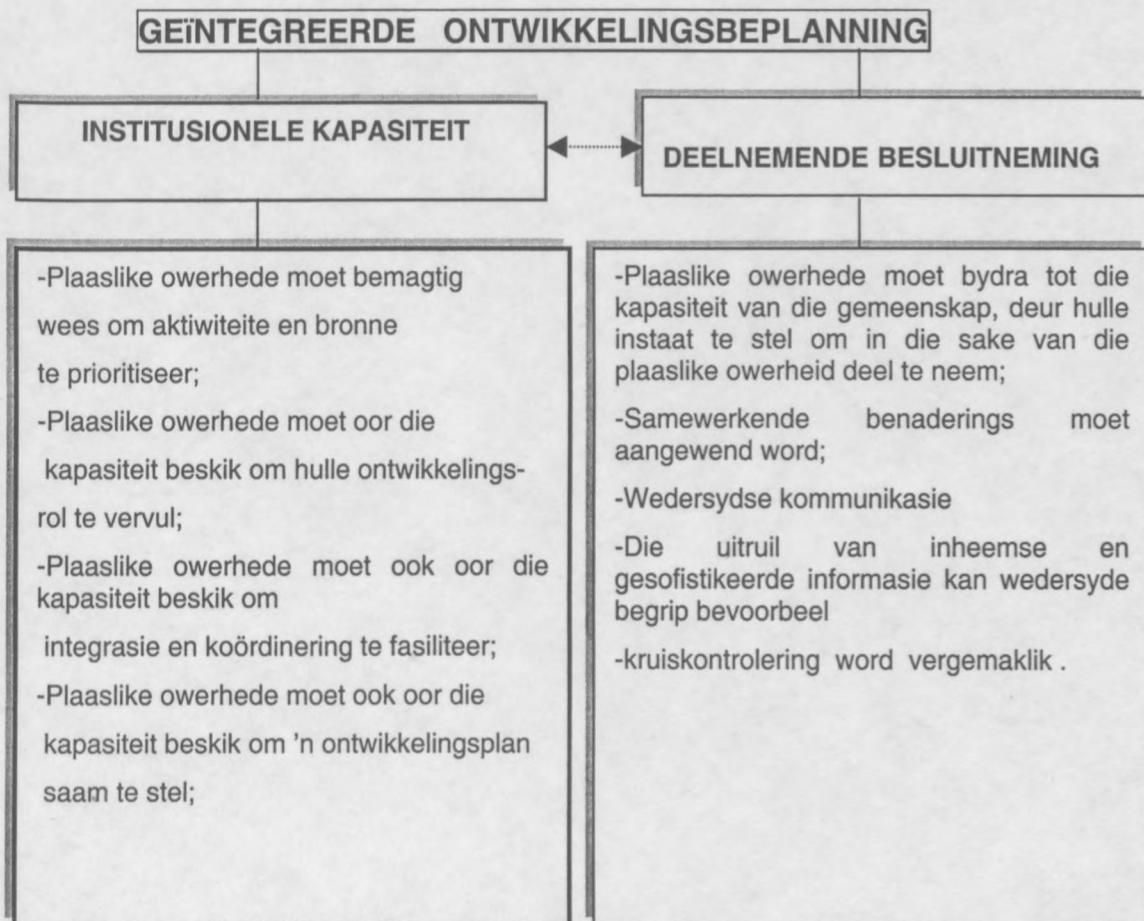 GEïNTEGREERDE ONTWIKKELINGSBEPLANNING
INSTITUSIONELE KAPASITEIT
DEELNEMENDE BESLUITNEMING
-Plaaslike owerhede moet bemagtig
wees om aktiwiteite en bronne
te prioritiseer;
-Plaaslike owerhede moet oor die
kapasiteit beskik om hulle ontwikkelings-
rol te vervul;
-Plaaslike owerhede moet ook oor die
kapasiteit beskik om
integrasie en koördinering te fasiliteer;
-Plaaslike owerhede moet ook oor die
kapasiteit beskik om 'n ontwikkelingsplan
saam te stel;
-Plaaslike owerhede moet bydra tot die
kapasiteit van die gemeenskap, deur hulle
instaat te stel om in die sake van die
plaaslike owerheid deel te neem;
-Samewerkende benaderings moet
aangewend word;
-Wedersydse kommunikasie
-Die uitruil van inheemse en
gesofistikeerde informasie kan wedersyde
begrip bevoorbeel
-kruiskontrolering word vergemaklik .